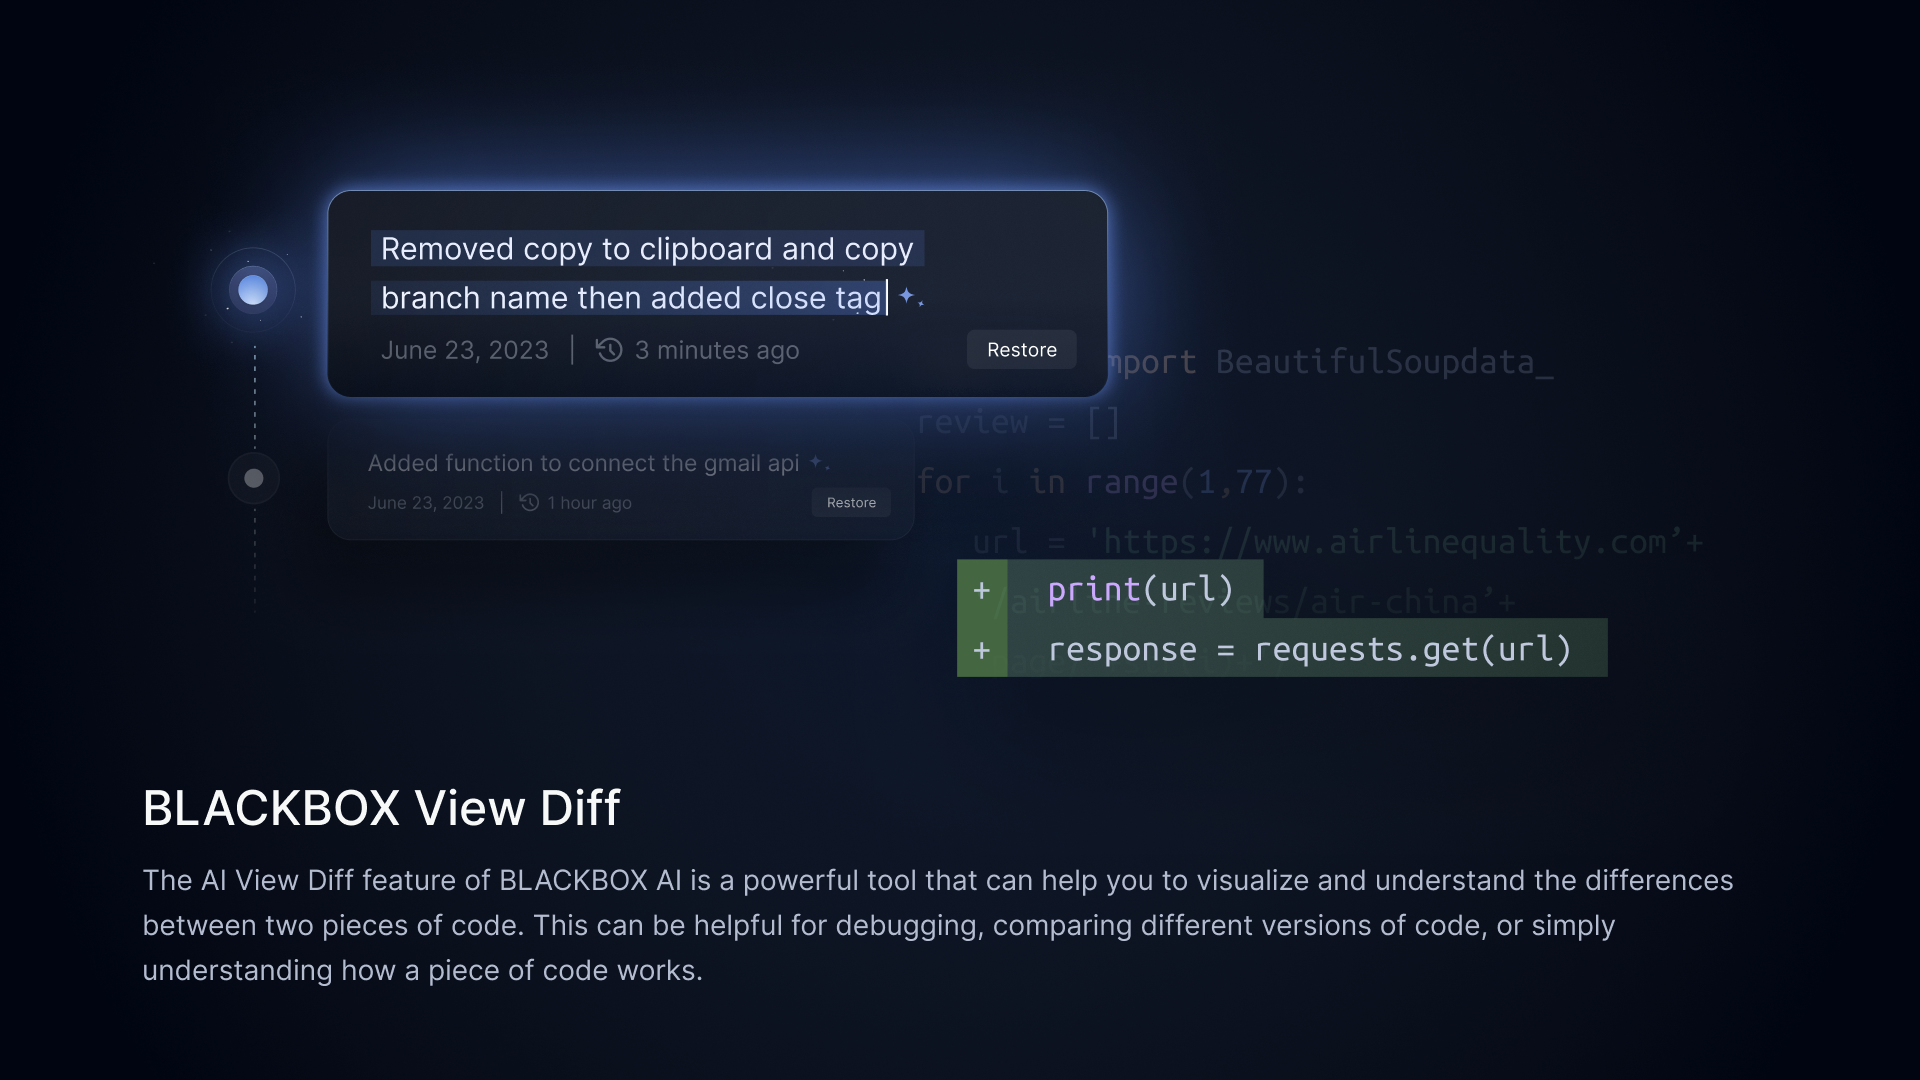 Removed copy to clipboard and copy
branch name then added close tag
June 23, 2023 | 3 minutes ago
Restore
Added function to connect the gmail api
June 23, 2023 | 1 hour ago
Restore
import BeautifulSoupdata_
review = []
for i in range(1,77):
url = 'https://www.airlinequality.com’+
/airline-reviews/air-china’+
+ print(url)
+ response = requests.get(url)
BLACKBOX View Diff
The AI View Diff feature of BLACKBOX AI is a powerful tool that can help you to visualize and understand the differences
between two pieces of code. This can be helpful for debugging, comparing different versions of code, or simply
understanding how a piece of code works.